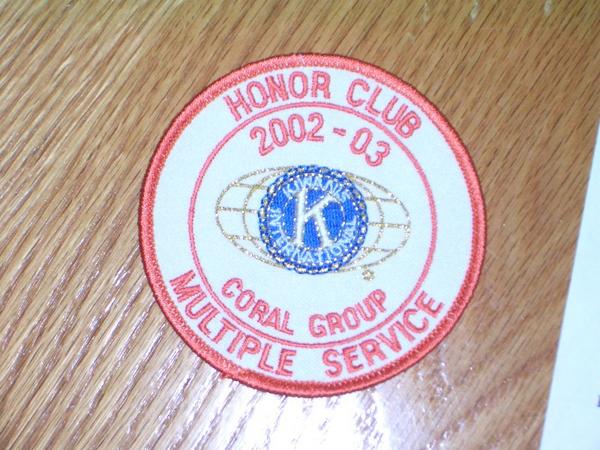 HONOR CLUB
2002 - 03
KIWANIS
K
INTERNATIONAL
CORAL GROUP
MULTIPLE SERVICE